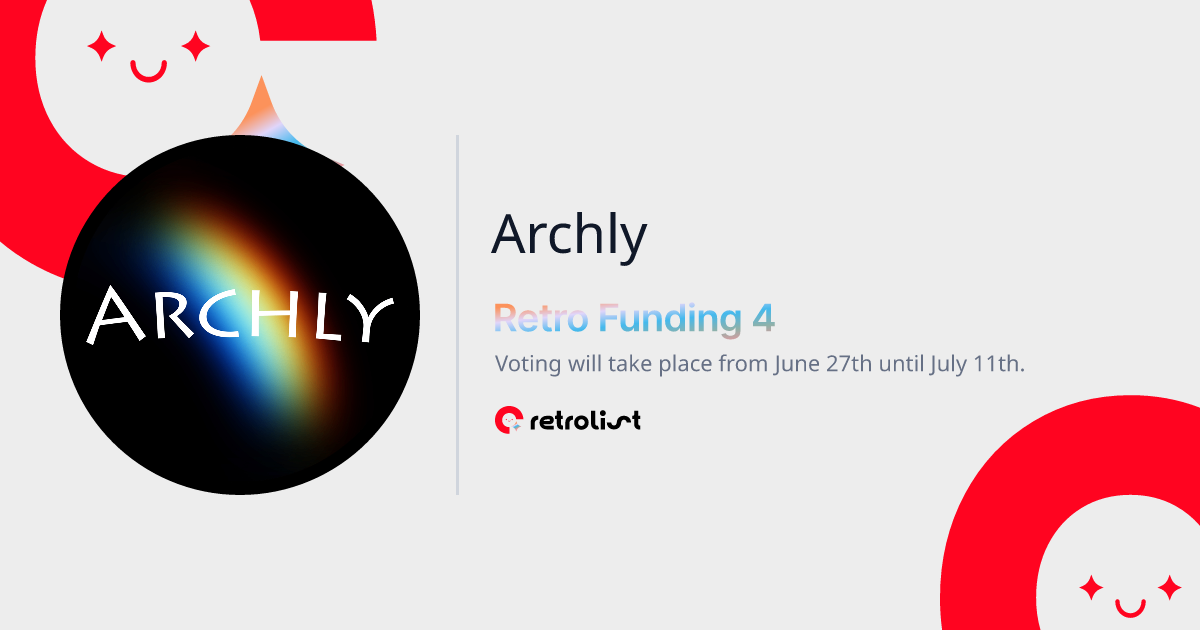 ARCHLY
Archly
Retro Funding 4
Voting will take place from June 27th until July 11th.
retrolist